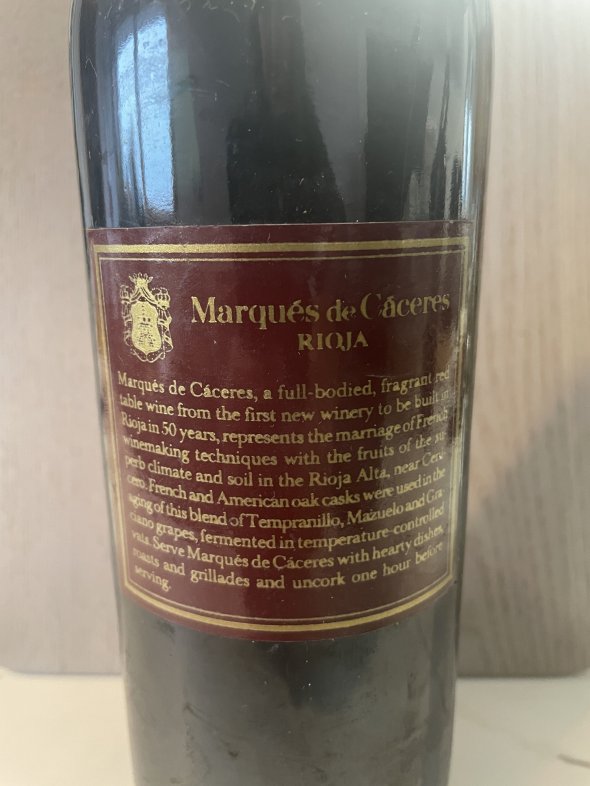 Marqués de Cáceres
RIOJA
Marqués de Cáceres, a full-bodied, fragrant red
table wine from the first new winery to be built in
Rioja in 50 years, represents the marriage of French
winemaking techniques with the fruits of the su-
perb climate and soil in the Rioja Alta, near Ceni-
cero. French and American oak casks were used in the
aging of this blend of Tempranillo, Mazuelo and Gra-
ciano grapes, fermented in temperature-controlled
vats. Serve Marqués de Cáceres with hearty dishes,
roasts and grillades and uncork one hour before
serving.